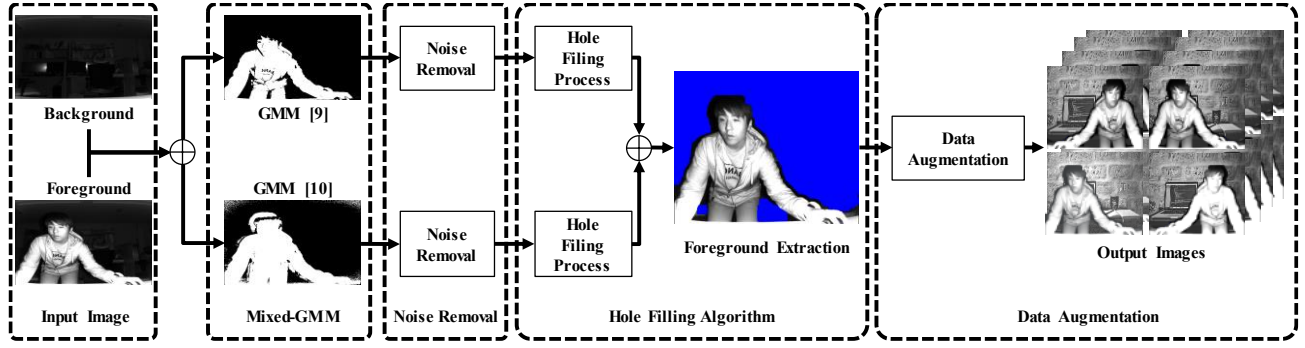 Background
Foreground
Input Image
GMM [9]
GMM [10]
Mixed-GMM
Noise
Removal
Noise
Removal
Noise Removal
Hole
Filing
Process
Hole
Filing
Process
Foreground Extraction
Hole Filling Algorithm
Data
Augmentation
Output Images
Data Augmentation